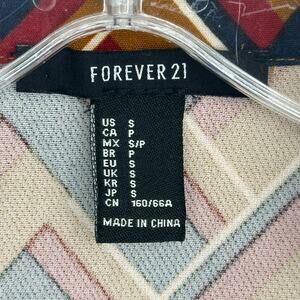 FOREVER 21
US S
CA P
MX S/P
BR P
EU S
UK S
KR S
JP S
CN 160/66A
MADE IN CHINA